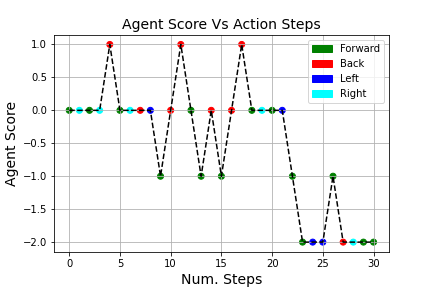 Agent Score Vs Action Steps
Agent Score
1.0
0.5
0.0
−0.5
−1.0
−1.5
−2.0
Forward
Back
Left
Right
0 5 10 15 20 25 30
Num. Steps